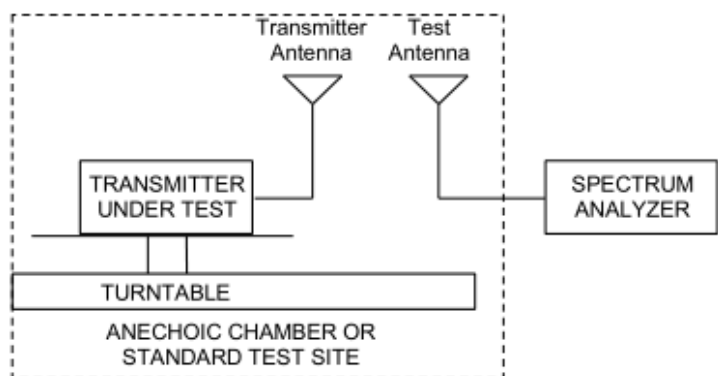 Transmitter
Antenna
Test
Antenna
TRANSMITTER
UNDER TEST
SPECTRUM
ANALYZER
TURNTABLE
ANECHOIC CHAMBER OR
STANDARD TEST SITE